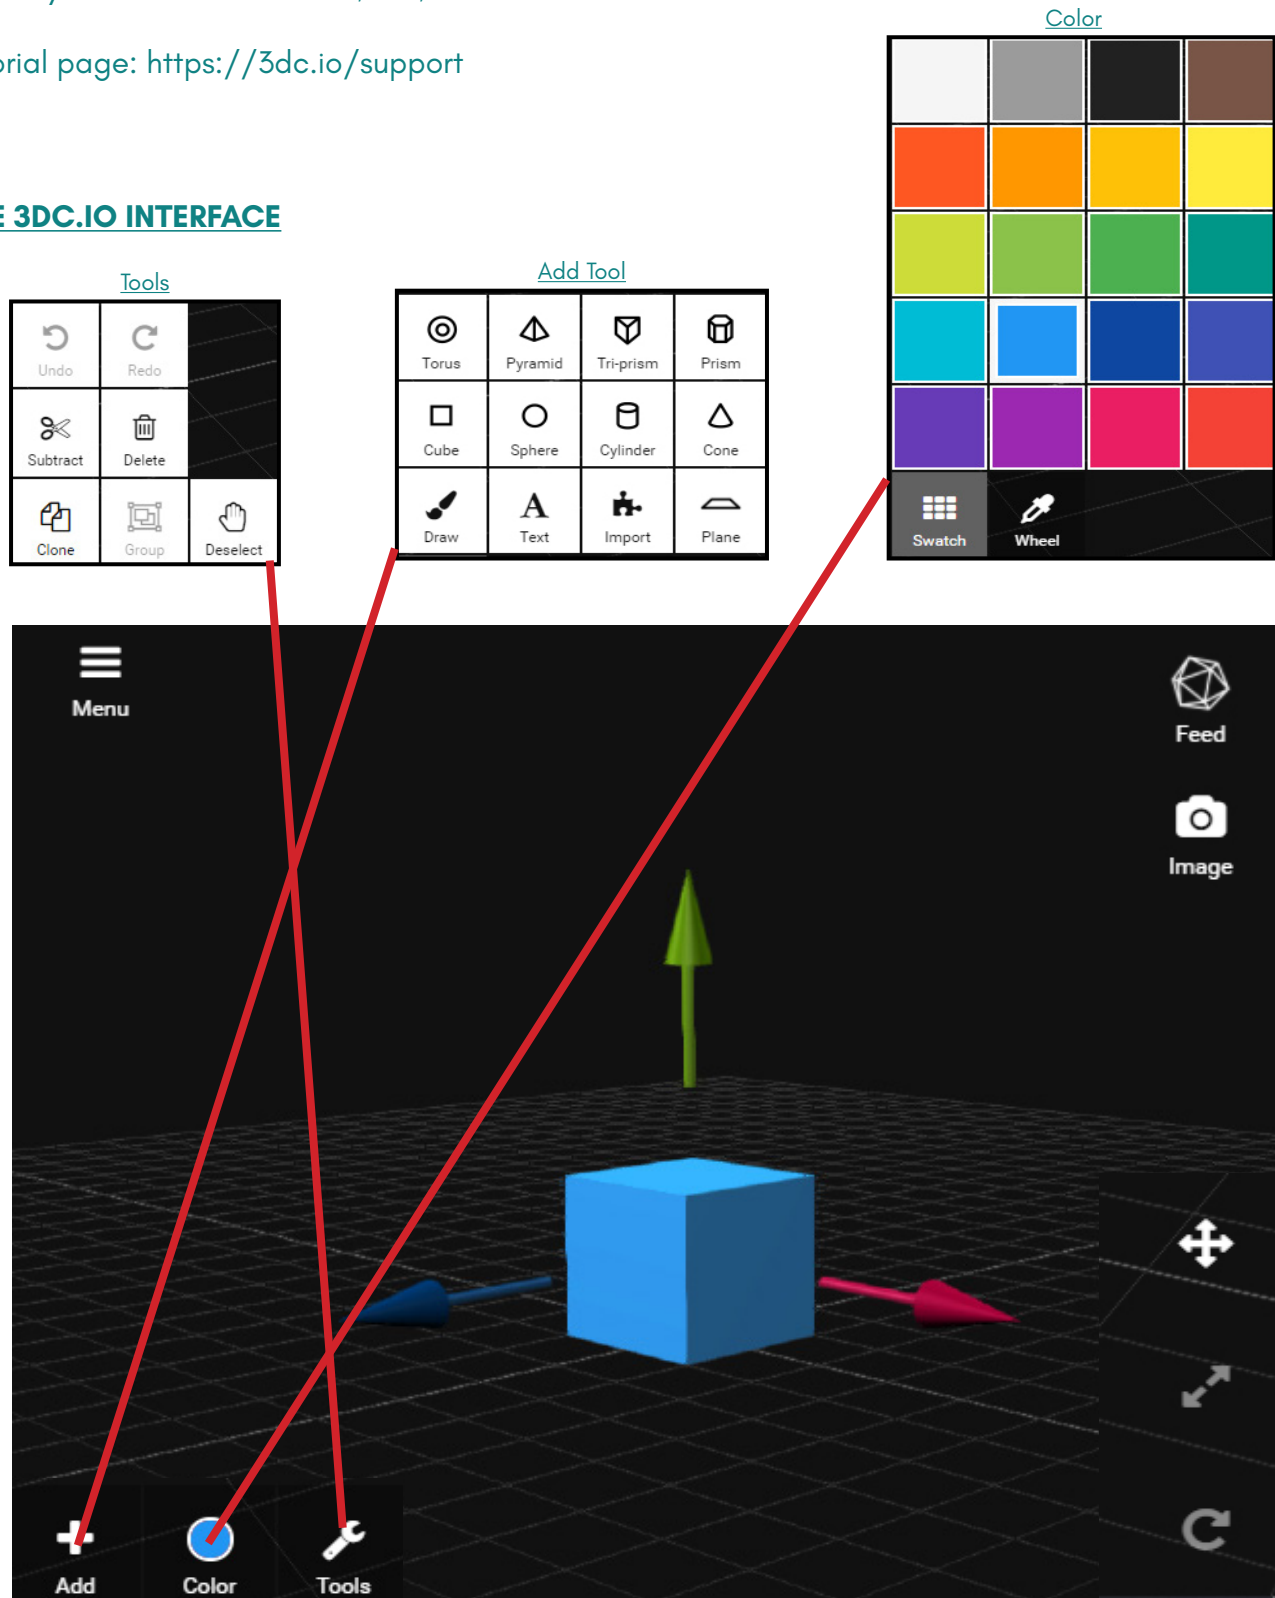 orial page: https://3dc.io/support
Color
E 3DC.IO INTERFACE
Tools
Add Tool
Undo Redo
Subtract Delete
Clone Group Deselect
Torus Pyramid Tri-prism Prism
Cube Sphere Cylinder Cone
Draw Text Import Plane
Swatch Wheel
Menu
Feed
Image
Add Color Tools